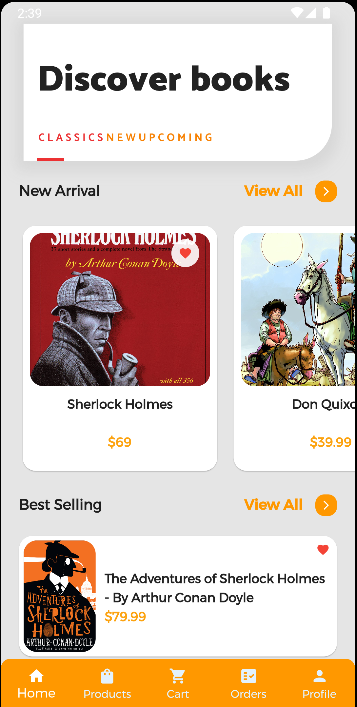 2:39
Discover books
CLASSICSNEWUPCOMING
New Arrival View All
SHERLOCK HOLMES
by Arthur Conan Doyle
with all 356
Sherlock Holmes
$69
Don Quixo
$39.99
Best Selling View All
THE
ADVENTURES
OF
SHERLOCK
HOLMES
ARTHUR·CONAN·DOYLE
The Adventures of Sherlock Holmes
- By Arthur Conan Doyle
$79.99
Home Products Cart Orders Profile